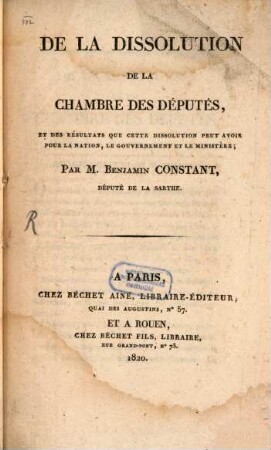 DE LA DISSOLUTION
DE LA
CHAMBRE DES DÉPUTÉS,
ET DES RÉSULTATS QUE CETTE DISSOLUTION PEUT AVOIR
POUR LA NATION, LE GOUVERNEMENT ET LE MINISTÈRE;
PAR M. BENJAMIN CONSTANT,
DÉPUTÉ DE LA SARTHE.
R
A PARIS,
CHEZ BÉCHET AINÉ, LIBRAIRE-ÉDITEUR,
QUAI DES AUGUSTINS, N° 57.
ET A ROUEN,
CHEZ BÉCHET FILS, LIBRAIRE,
RUE GRAND-PONT, N° 73.
1820.